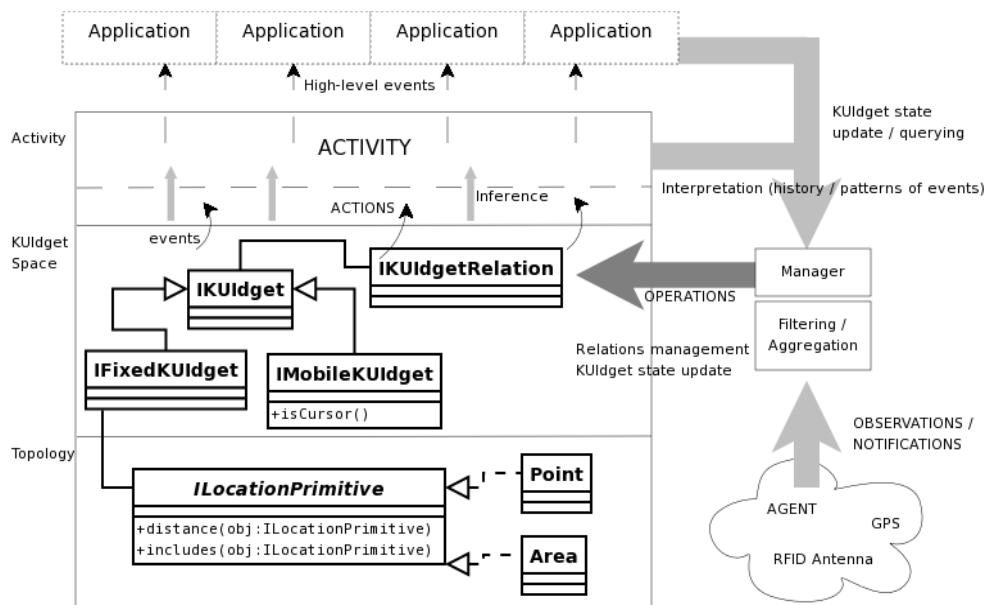 Application
Application
Application
Application
High-level events
KUIdget state
update / querying
Activity
ACTIVITY
Interpretation (history / patterns of events)
Inference
ACTIONS
events
KUIdget
Space
IKUIdgetRelation
IKUIdget
Manager
OPERATIONS
Filtering /
Aggregation
Relations management
KUIdget state update
IFixedKUIdget
IMobileKUIdget
+isCursor()
OBSERVATIONS /
NOTIFICATIONS
Topology
ILocationPrimitive
+distance(obj:ILocationPrimitive)
+includes(obj:ILocationPrimitive)
Point
Area
AGENT
GPS
RFID Antenna